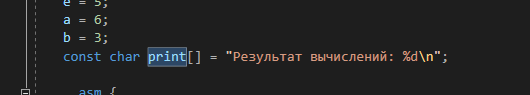 e = 5;
a = 6;
b = 3;
const char print[] = "Результат вычислений: %d\n";
asm {